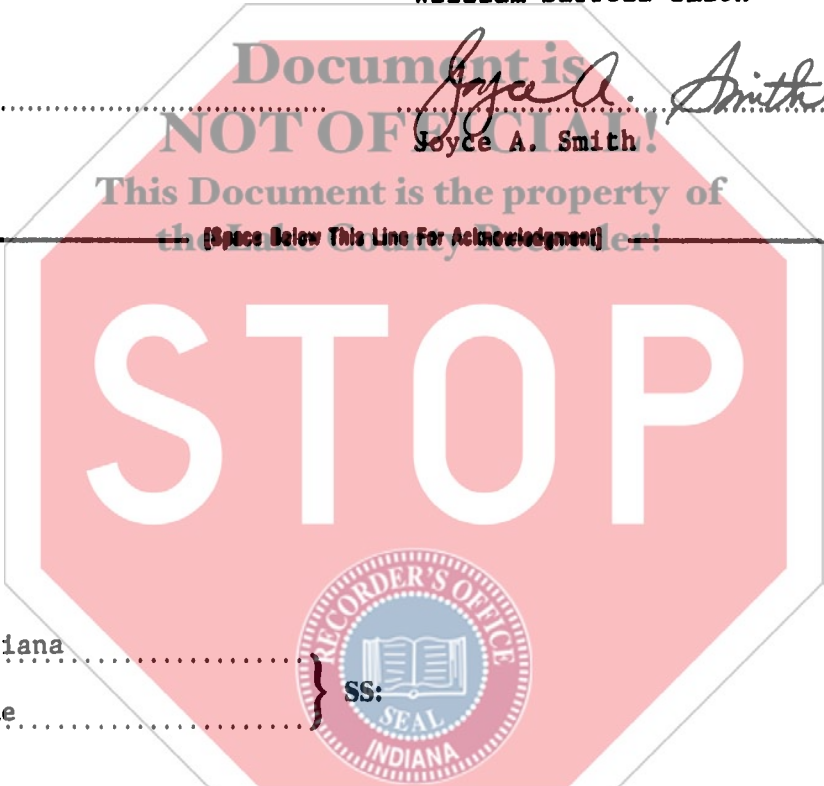 William
Document is
Joyce A. Smith
NOT OFFICIAL!
Joyce A. Smith
This Document is the property of
the Lake County Recorder!
[Space Below This Line For Acknowledgment]
STOP
RECORDER'S OFFICE
iana
SS:
e
SEAL
INDIANA